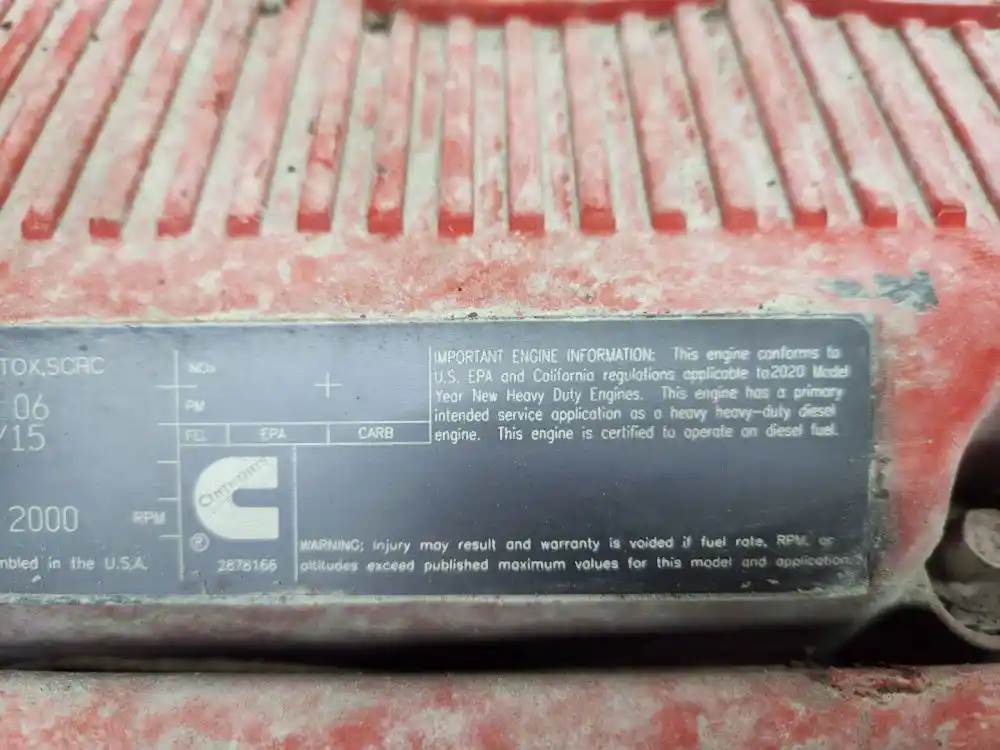 TOX,SCRC
06
/15
2000 RPM
mbled in the U.S.A.
NOx
PM
FEL EPA CARB
CUMMINS
®
2878166
IMPORTANT ENGINE INFORMATION: This engine conforms to
U.S. EPA and California regulations applicable to2020 Model
Year New Heavy Duty Engines. This engine has a primary
intended service application as a heavy heavy-duty diesel
engine. This engine is certified to operate on diesel fuel.
WARNING: Injury may result and warranty is voided if fuel rate, RPM, or
altitudes exceed published maximum values for this model and application.